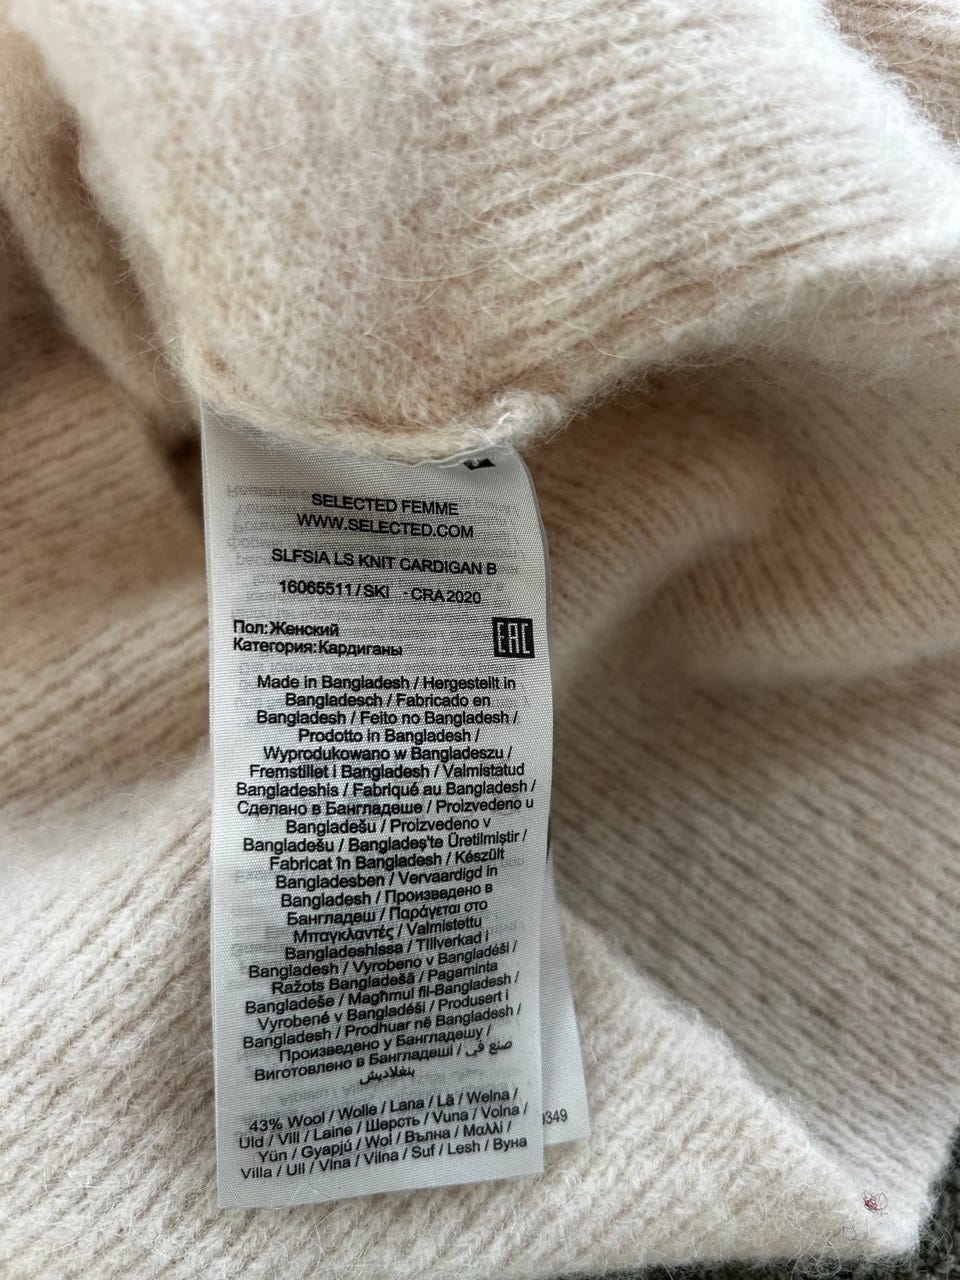 SELECTED FEMME
WWW.SELECTED.COM
SLFSIA LS KNIT CARDIGAN B
16065511/SKI - CRA2020
Пол:Женский
Категория:Кардиганы
EAC
Made in Bangladesh / Hergestellt in
Bangladesch / Fabricado en
Bangladesh / Feito no Bangladesh /
Prodotto in Bangladesh /
Wyprodukowano w Bangladeszu /
Fremstillet i Bangladesh / Valmistatud
Bangladeshis / Fabriqué au Bangladesh /
Сделано в Бангладеше / Proizvedeno u
Bangladešu / Proizvedeno v
Bangladešu / Bangladeş'te Üretilmiştir /
Fabricat în Bangladesh / Készült
Bangladesben / Vervaardigd in
Bangladesh / Произведено в
Бангладеш / Παράγεται στο
Μπαγκλαντές / Valmistettu
Bangladeshissa / Tillverkad i
Bangladesh / Vyrobeno v Bangladéši /
Ražots Bangladešā / Pagaminta
Bangladeše / Magħmul fil-Bangladesh /
Vyrobené v Bangladéši / Produsert i
Bangladesh / Prodhuar në Bangladesh /
Произведено у Бангладешу /
Виготовлено в Бангладеші / صنع في
بنغلاديش
43% Wool / Wolle / Lana / Lã / Wełna /
Uld / Vill / Laine / Шерсть / Vuna / Volna /
Yün / Gyapjú / Wol / Вълна / Μαλλί /
Villa / Ull / Vlna / Vilna / Suf / Lesh / Вуна
0349